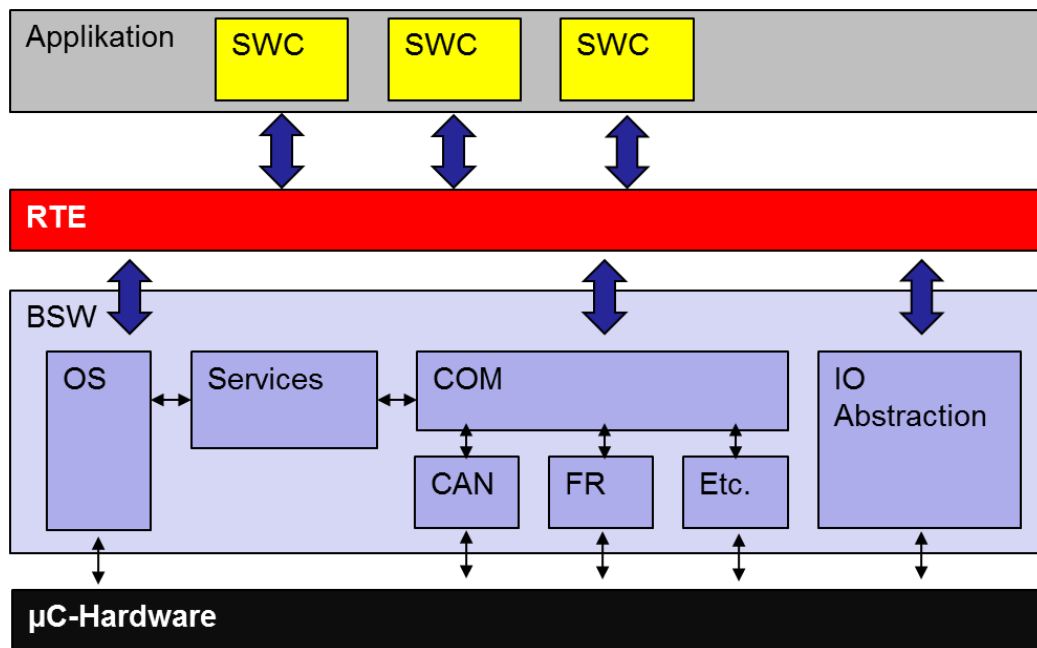 Applikation
SWC
SWC
SWC
RTE
BSW
OS
Services
COM
IO
Abstraction
CAN
FR
Etc.
µC-Hardware